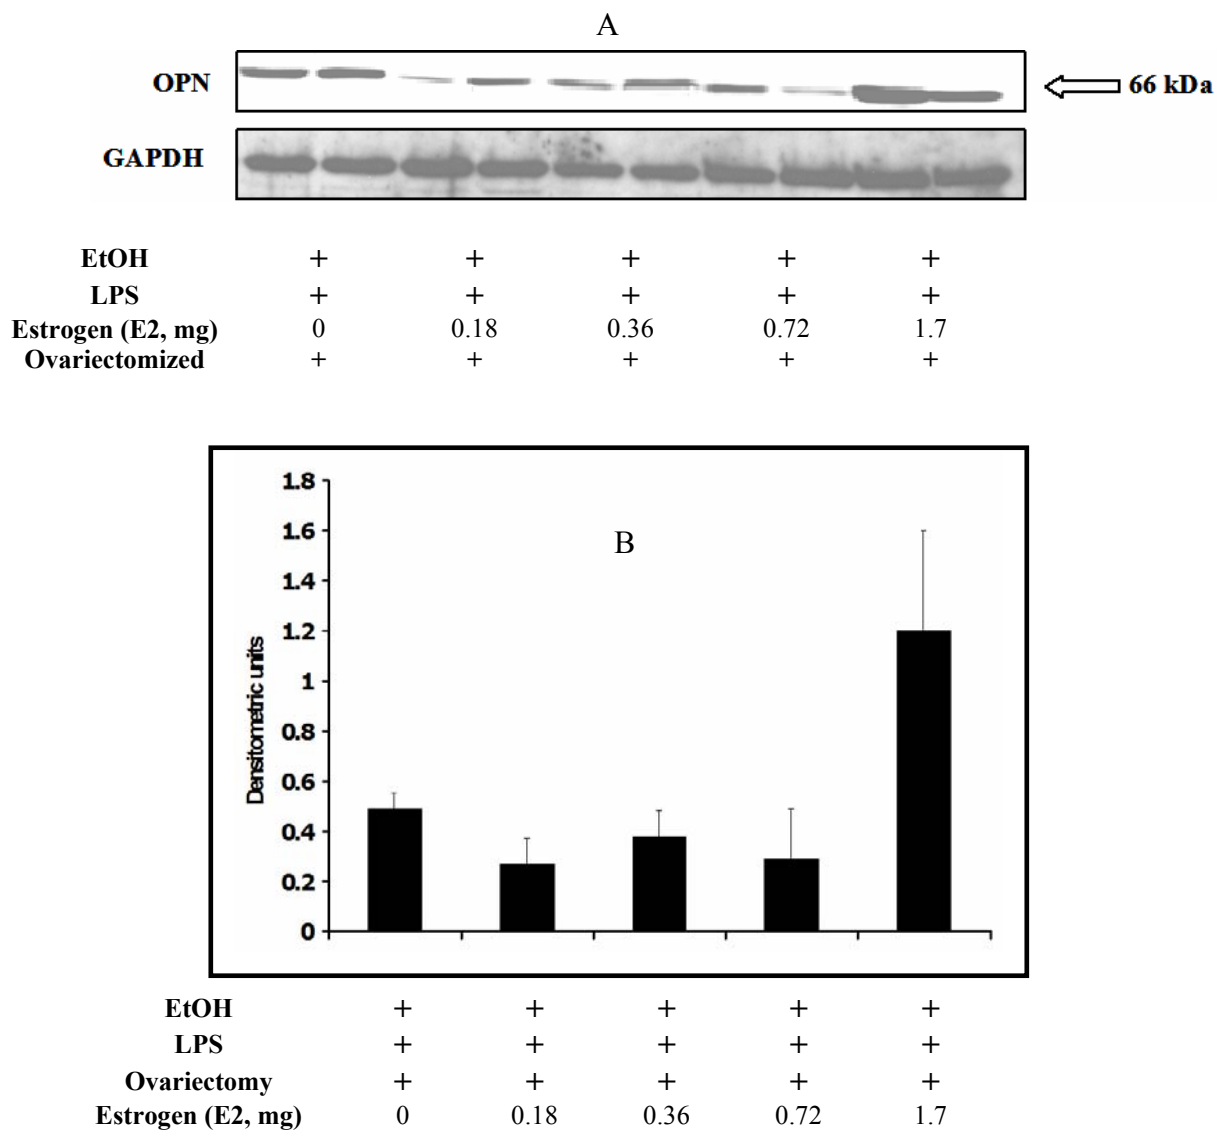 A
OPN 66 kDa
GAPDH
EtOH + + + + +
LPS + + + + +
Estrogen (E2, mg) 0 0.18 0.36 0.72 1.7
Ovariectomized + + + + +
B
1.8
1.6
1.4
1.2
1
0.8
0.6
0.4
0.2
0
Densitometric units
EtOH + + + + +
LPS + + + + +
Ovariectomy + + + + +
Estrogen (E2, mg) 0 0.18 0.36 0.72 1.7